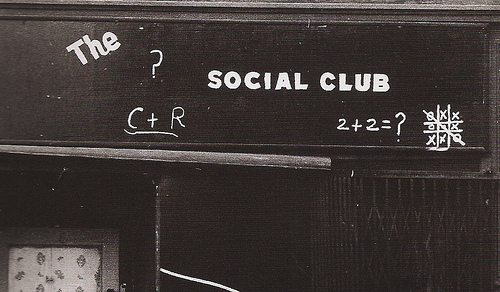 The ? SOCIAL CLUB
C + R 2+2=?
O X X
O O X
X X O